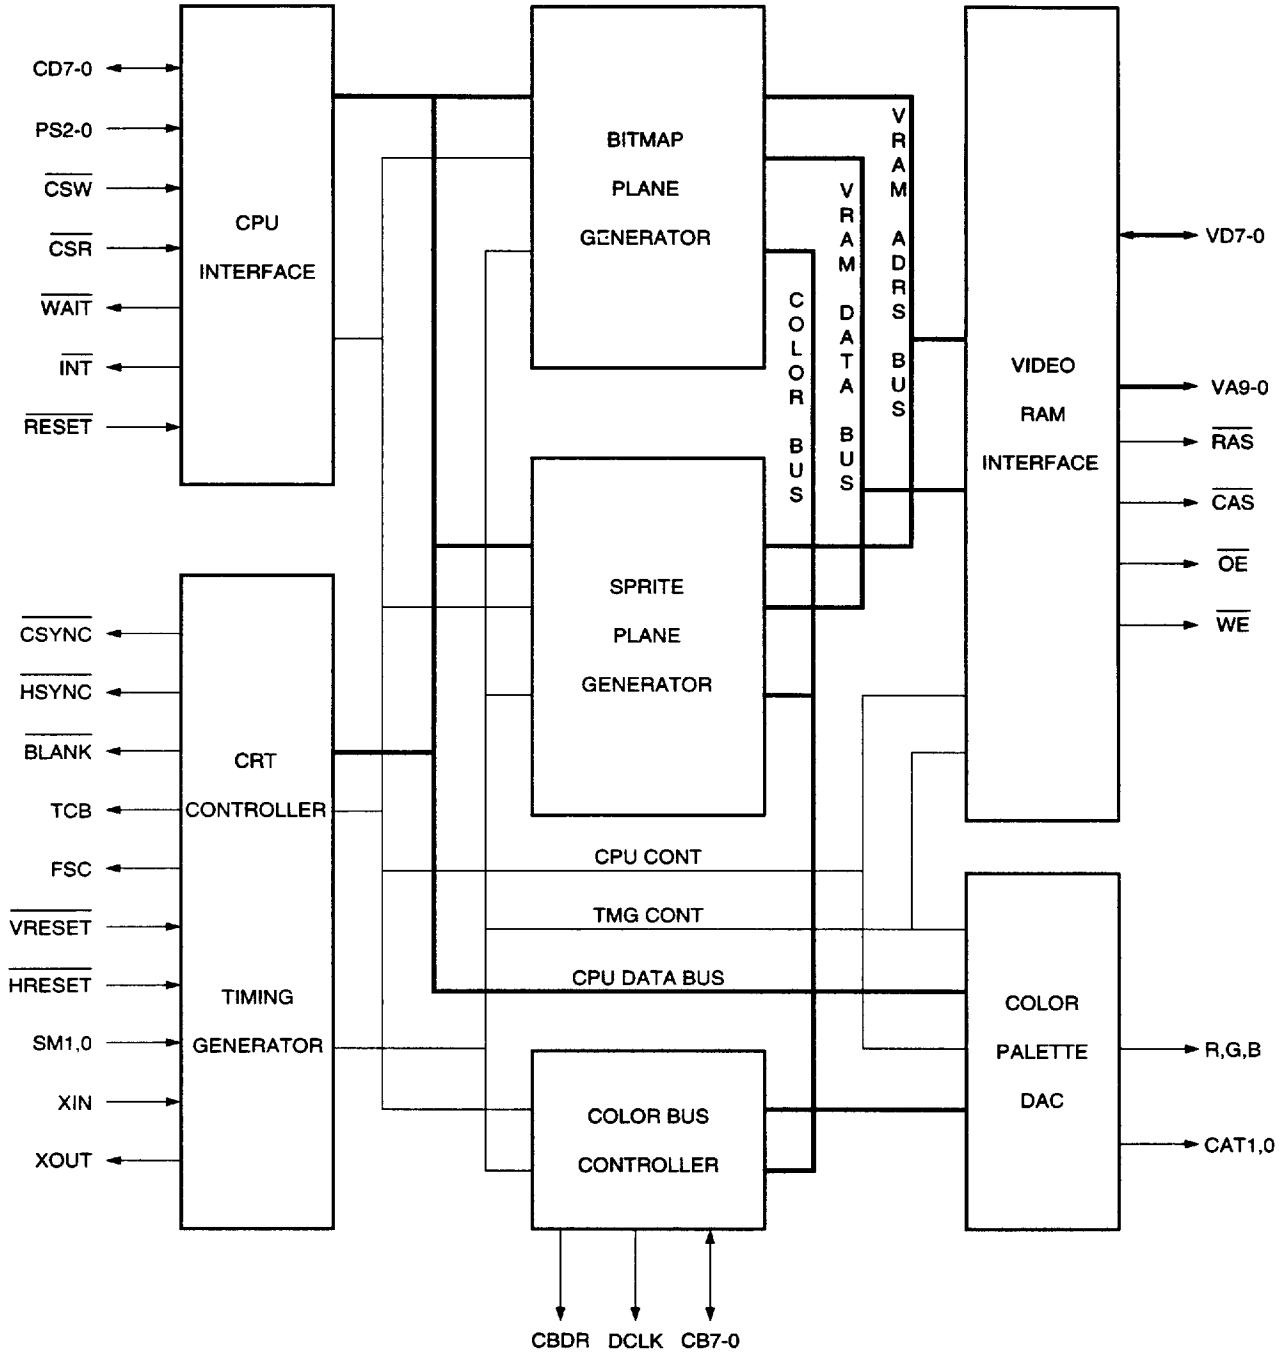 CD7-0
PS2-0
CSW
CSR
WAIT
INT
RESET
CPU
INTERFACE
CSYNC
HSYNC
BLANK
TCB
FSC
VRESET
HRESET
SM1,0
XIN
XOUT
CRT
CONTROLLER
TIMING
GENERATOR
BITMAP
PLANE
GENERATOR
SPRITE
PLANE
GENERATOR
COLOR BUS
VRAM DATA BUS
VRAM ADRS BUS
CPU CONT
TMG CONT
CPU DATA BUS
COLOR BUS
CONTROLLER
CBDR
DCLK
CB7-0
VIDEO
RAM
INTERFACE
VD7-0
VA9-0
RAS
CAS
OE
WE
COLOR
PALETTE
DAC
R,G,B
CAT1,0